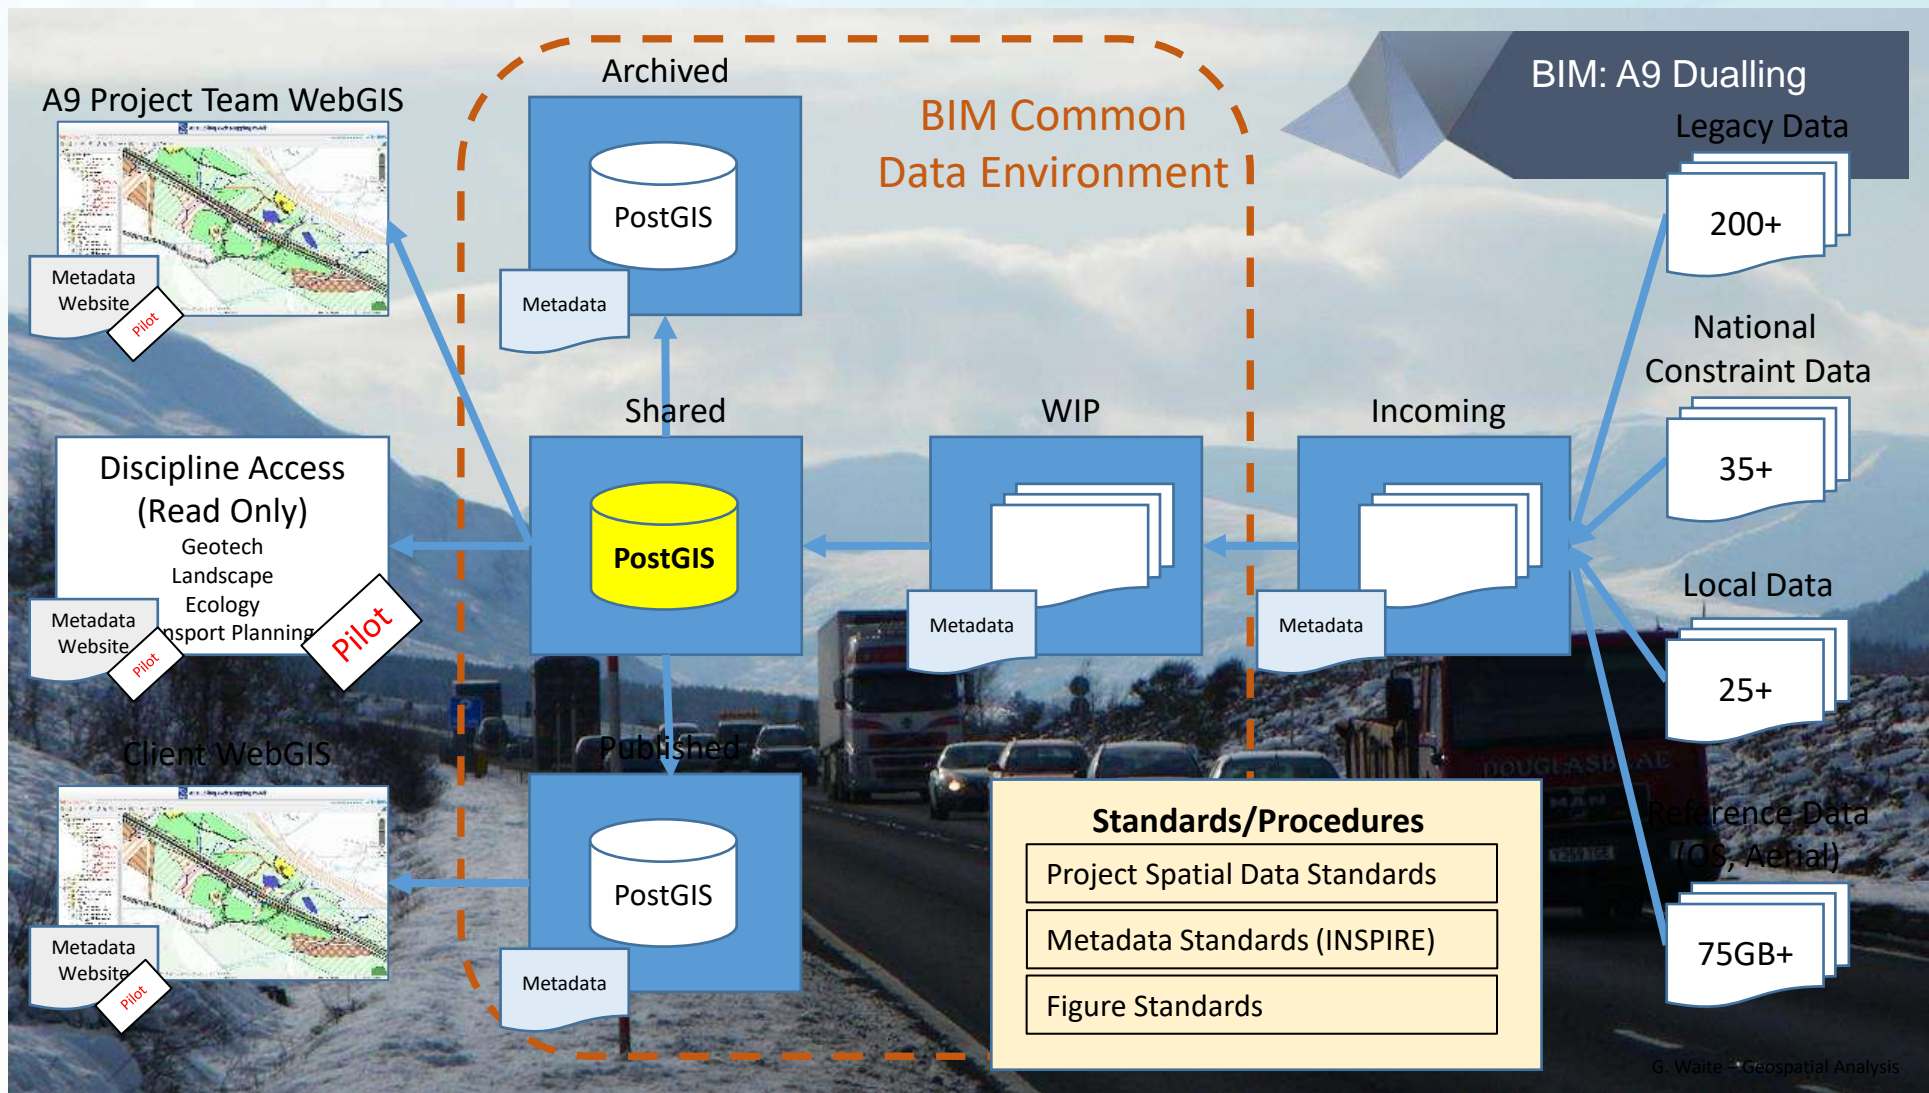 BIM: A9 Dualling
BIM Common
Data Environment
A9 Project Team WebGIS
Metadata
Website
Pilot
Archived
PostGIS
Metadata
Legacy Data
200+
National
Constraint Data
35+
Discipline Access
(Read Only)
Geotech
Landscape
Ecology
nsport Planning
Metadata
Website
Pilot
Pilot
Shared
PostGIS
WIP
Metadata
Incoming
Metadata
Local Data
25+
Client WebGIS
Metadata
Website
Pilot
Published
PostGIS
Metadata
Standards/Procedures
Project Spatial Data Standards
Metadata Standards (INSPIRE)
Figure Standards
DOUGLAS BRAE
MAN
Reference Data
(OS, Aerial)
75GB+
G. Waite – Geospatial Analysis